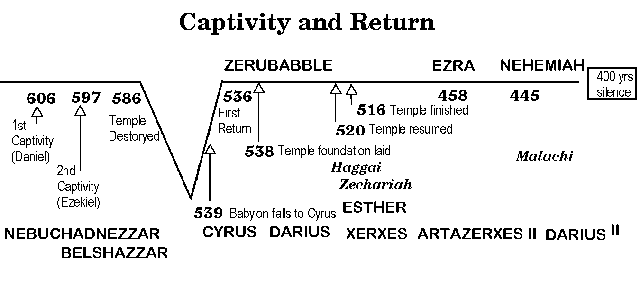 Captivity and Return
ZERUBABBLE EZRA NEHEMIAH
400 yrs
silence
606 597 586 536 458 445
1st
Captivity
(Daniel)
2nd
Captivity
(Ezekiel)
Temple
Destoryed
First
Return
516 Temple finished
520 Temple resumed
538 Temple foundation laid
Haggai
Zechariah
Malachi
539 Babyon falls to Cyrus
ESTHER
NEBUCHADNEZZAR CYRUS DARIUS XERXES ARTAZERXES II DARIUS II
BELSHAZZAR